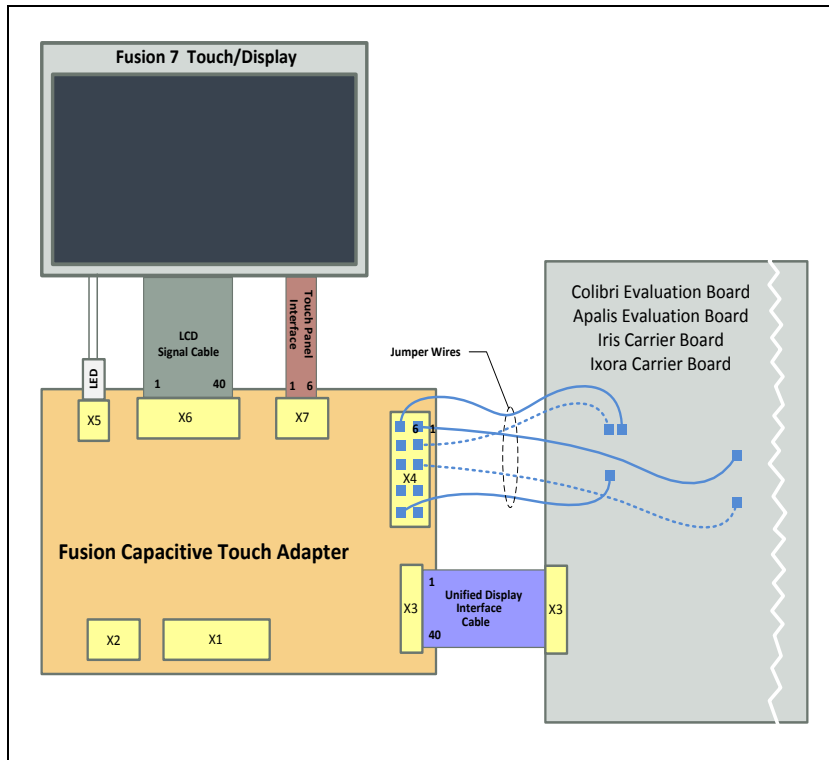 Fusion 7 Touch/Display
LCD
Signal Cable
1 40
Touch Panel
Interface
1 6
LED
X5
X6
X7
Jumper Wires
Colibri Evaluation Board
Apalis Evaluation Board
Iris Carrier Board
Ixora Carrier Board
6 1
X4
Fusion Capacitive Touch Adapter
X3
1
Unified Display
Interface
Cable
40
X3
X2
X1